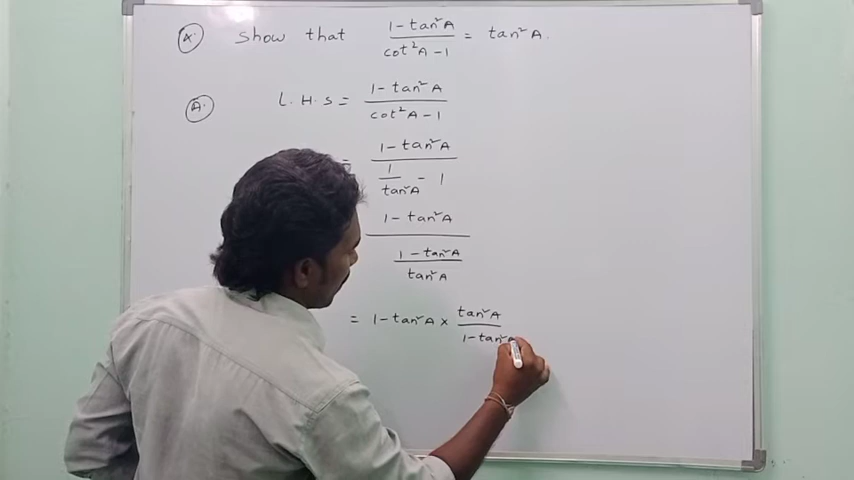 Q. show that (1 - tan²A)/(cot²A - 1) = tan²A.
A. L.H.S = (1 - tan²A)/(cot²A - 1)
= (1 - tan²A)/(1/tan²A - 1)
(1 - tan²A)/((1 - tan²A)/tan²A)
= 1 - tan²A × tan²A/(1 - tan²A